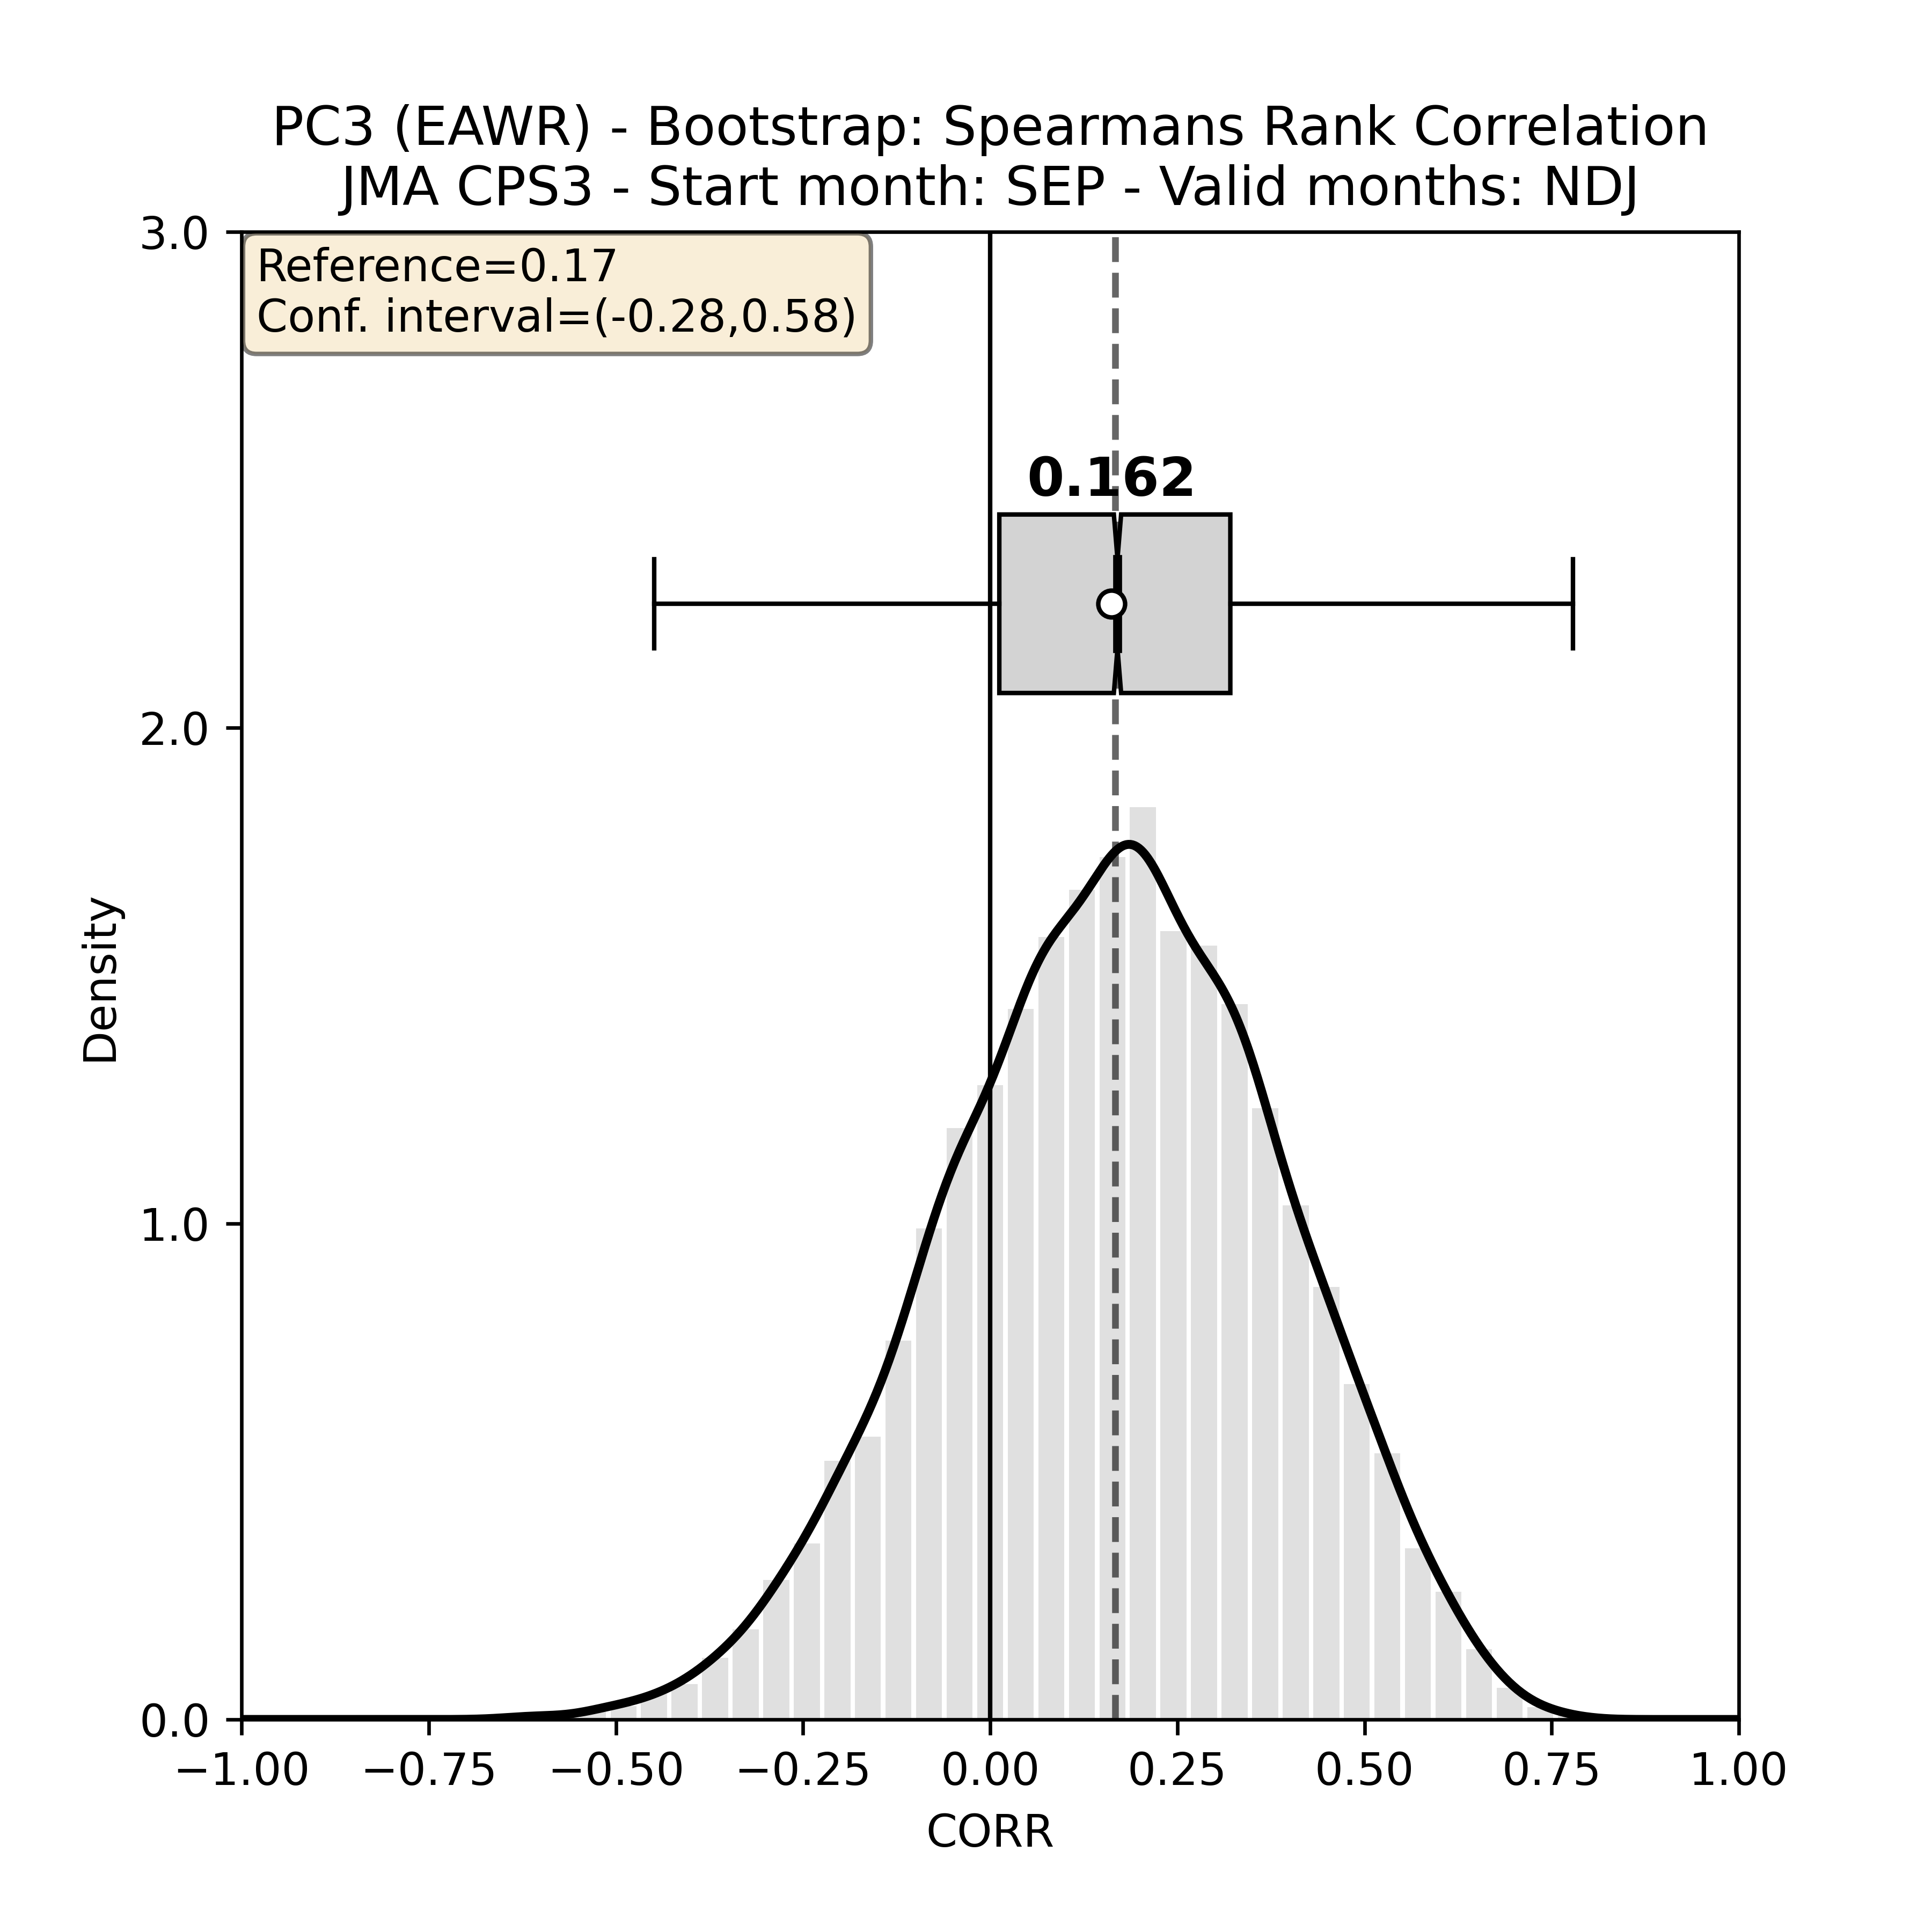 PC3 (EAWR) - Bootstrap: Spearmans Rank Correlation
JMA CPS3 - Start month: SEP - Valid months: NDJ
3.0
Reference=0.17
Conf. interval=(-0.28,0.58)
0.162
2.0
Density
1.0
0.0
−1.00 −0.75 −0.50 −0.25 0.00 0.25 0.50 0.75 1.00
CORR